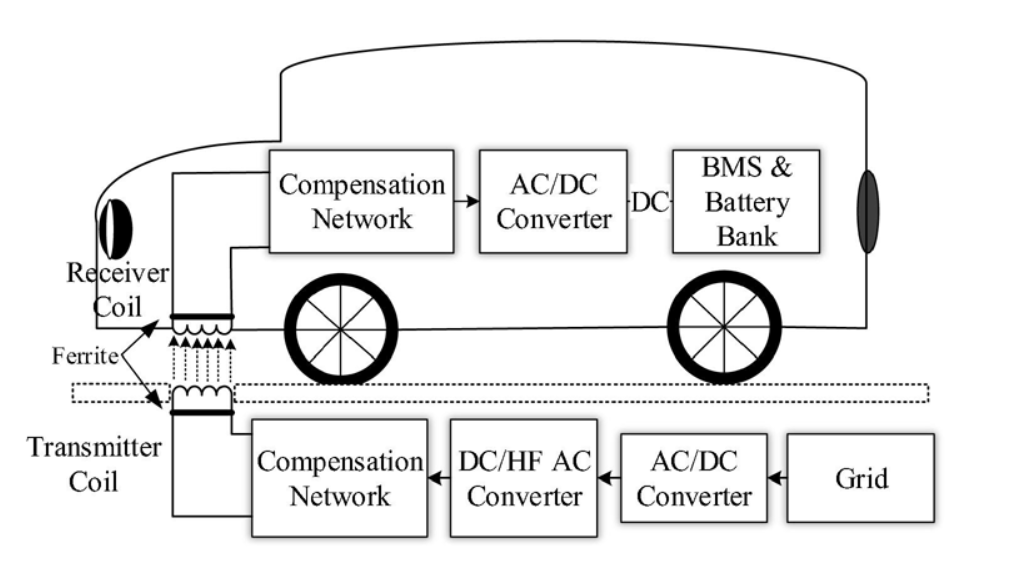 Compensation
Network
AC/DC
Converter
DC
BMS &
Battery
Bank
Receiver
Coil
Ferrite
Transmitter
Coil
Compensation
Network
DC/HF AC
Converter
AC/DC
Converter
Grid